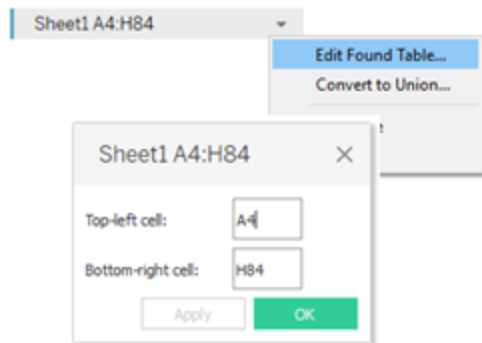 Sheet1 A4:H84
Edit Found Table...
Convert to Union...
Sheet1 A4:H84
Top-left cell:
A4
Bottom-right cell:
H84
Apply
OK